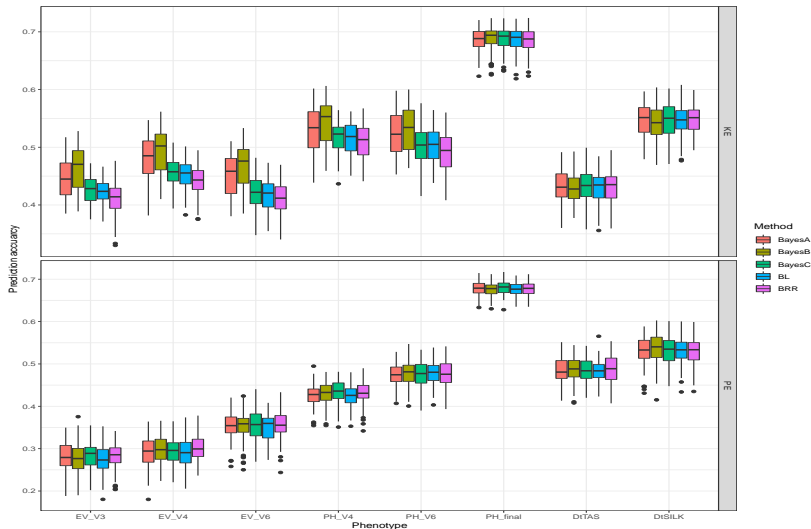 0.7
0.6
0.5
0.4
KE
0.7
0.6
0.5
0.4
0.3
0.2
PE
Prediction accuacy
EV_V3 EV_V4 EV_V6 PH_V4 PH_V6 PH_final DtTAS DtSILK
Phenotype
Method
BayesA
BayesB
BayesC
BL
BRR